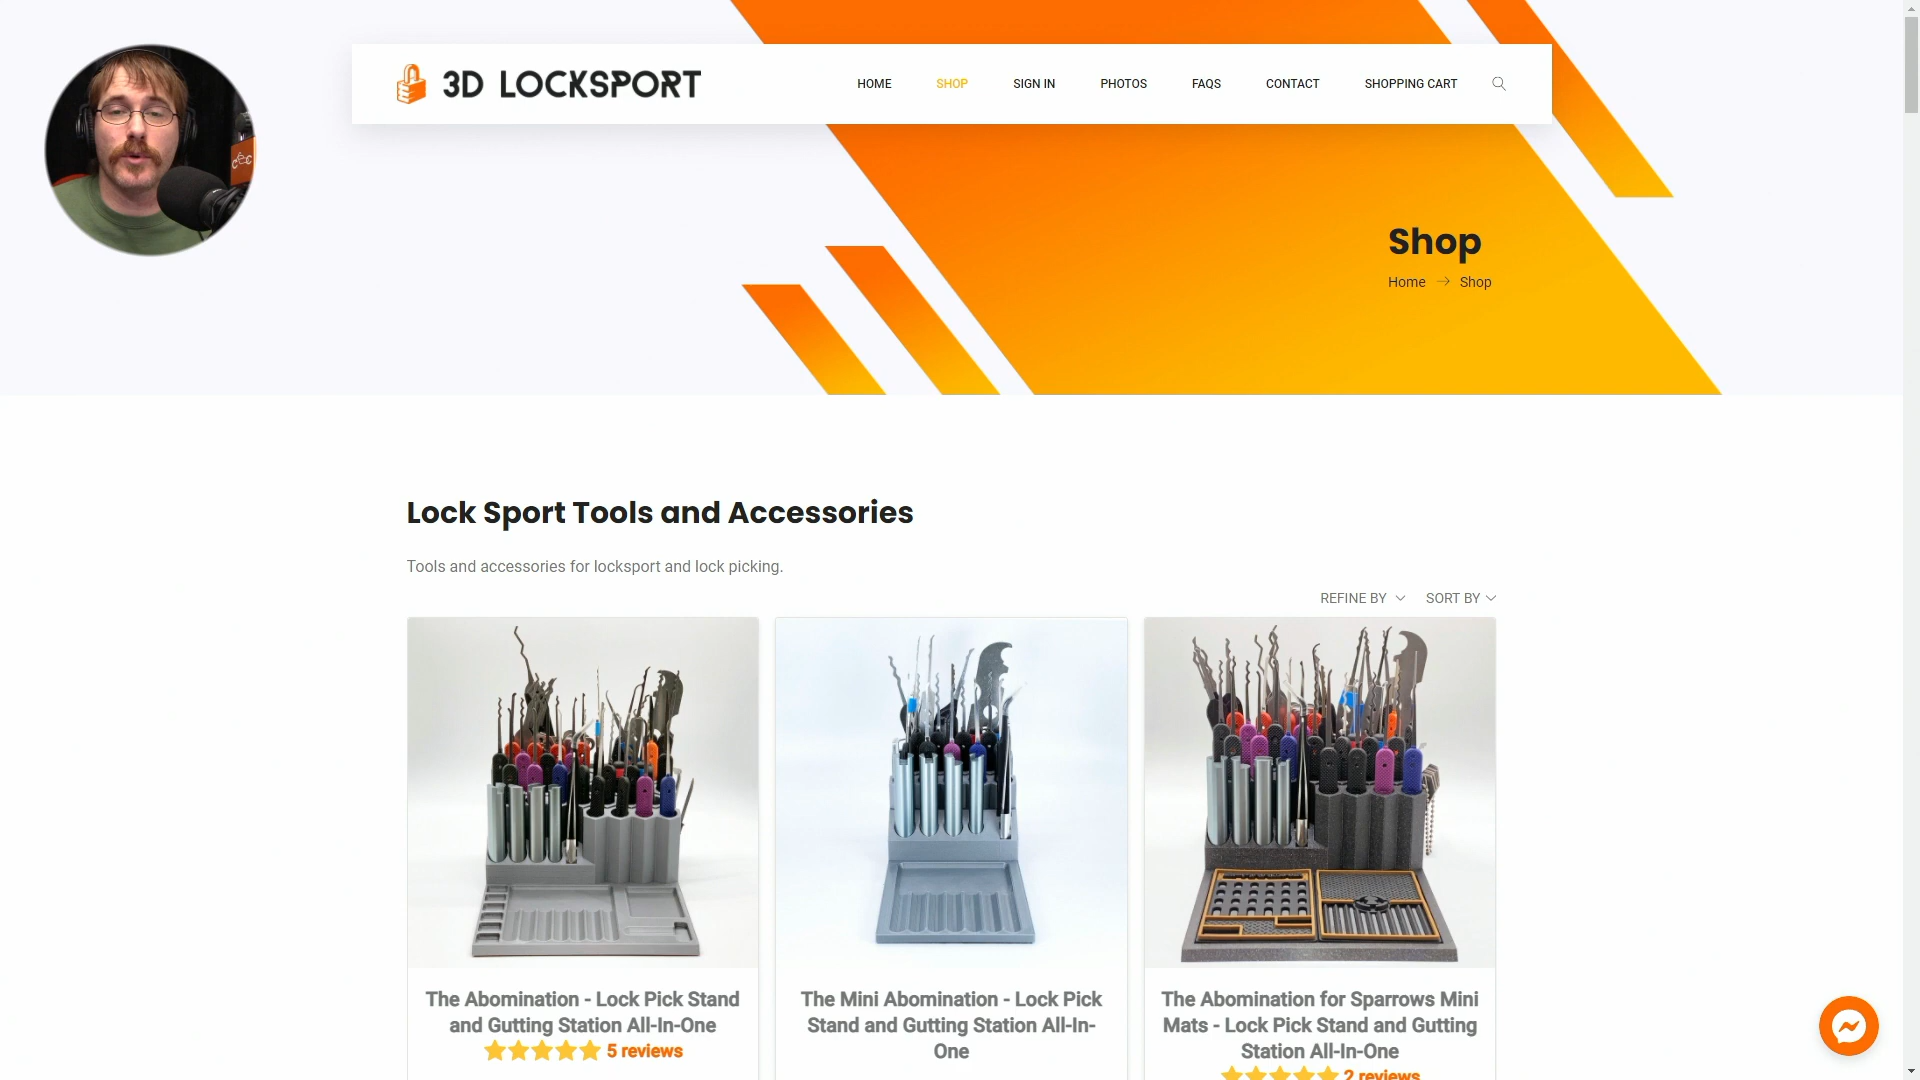 3D LOCKSPORT
HOME SHOP SIGN IN PHOTOS FAQS CONTACT SHOPPING CART
cec
Shop
Home → Shop
Lock Sport Tools and Accessories
Tools and accessories for locksport and lock picking.
REFINE BY SORT BY
The Abomination - Lock Pick Stand
and Gutting Station All-In-One
5 reviews
The Mini Abomination - Lock Pick
Stand and Gutting Station All-In-
One
The Abomination for Sparrows Mini
Mats - Lock Pick Stand and Gutting
Station All-In-One
2 reviews